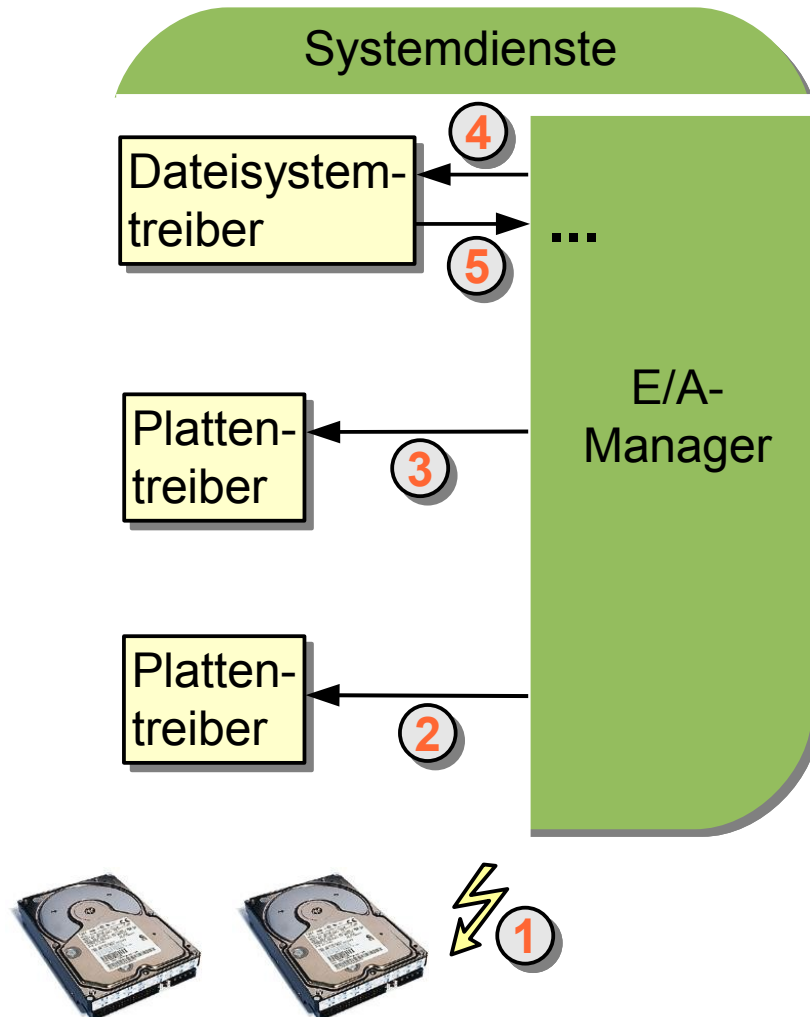 Systemdienste
4
Dateisystem-
treiber
...
5
E/A-
Manager
Platten-
treiber
3
Platten-
treiber
2
1